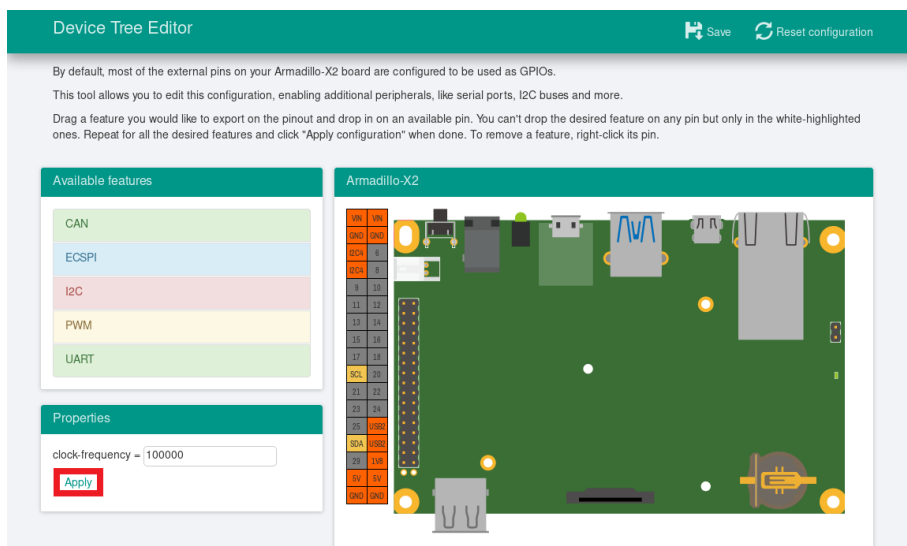 Device Tree Editor
Save
Reset configuration
By default, most of the external pins on your Armadillo-X2 board are configured to be used as GPIOs.
This tool allows you to edit this configuration, enabling additional peripherals, like serial ports, I2C buses and more.
Drag a feature you would like to export on the pinout and drop in on an available pin. You can't drop the desired feature on any pin but only in the white-highlighted
ones. Repeat for all the desired features and click "Apply configuration" when done. To remove a feature, right-click its pin.
Available features
CAN
ECSPI
I2C
PWM
UART
Properties
clock-frequency = 100000
Apply
Armadillo-X2
VIN VIN
GND GND
I2C4 6
I2C4 8
9 10
11 12
13 14
15 16
17 18
SCL 20
21 22
23 24
25 USB2
SDA USB2
29 1V8
5V 5V
GND GND